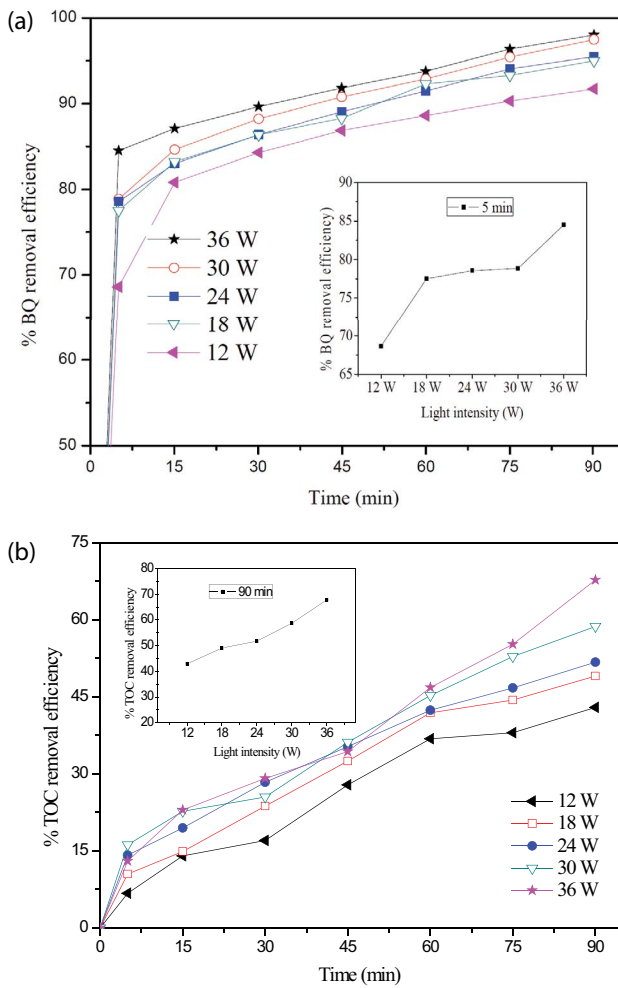 (a)
100
90
80
70
60
50
% BQ removal efficiency
36 W
30 W
24 W
18 W
12 W
90
85
80
75
70
65
% BQ removal efficiency)
5 min
12 W 18 W 24 W 30 W 36 W
Light intensity (W)
0 15 30 45 60 75 90
Time (min)
(b)
75
60
45
30
15
0
% TOC removal efficiency
80
70
60
50
40
30
20
% TOC removal efficiency
90 min
12 18 24 30 36
Light intensity (W)
12 W
18 W
24 W
30 W
36 W
0 15 30 45 60 75 90
Time (min)